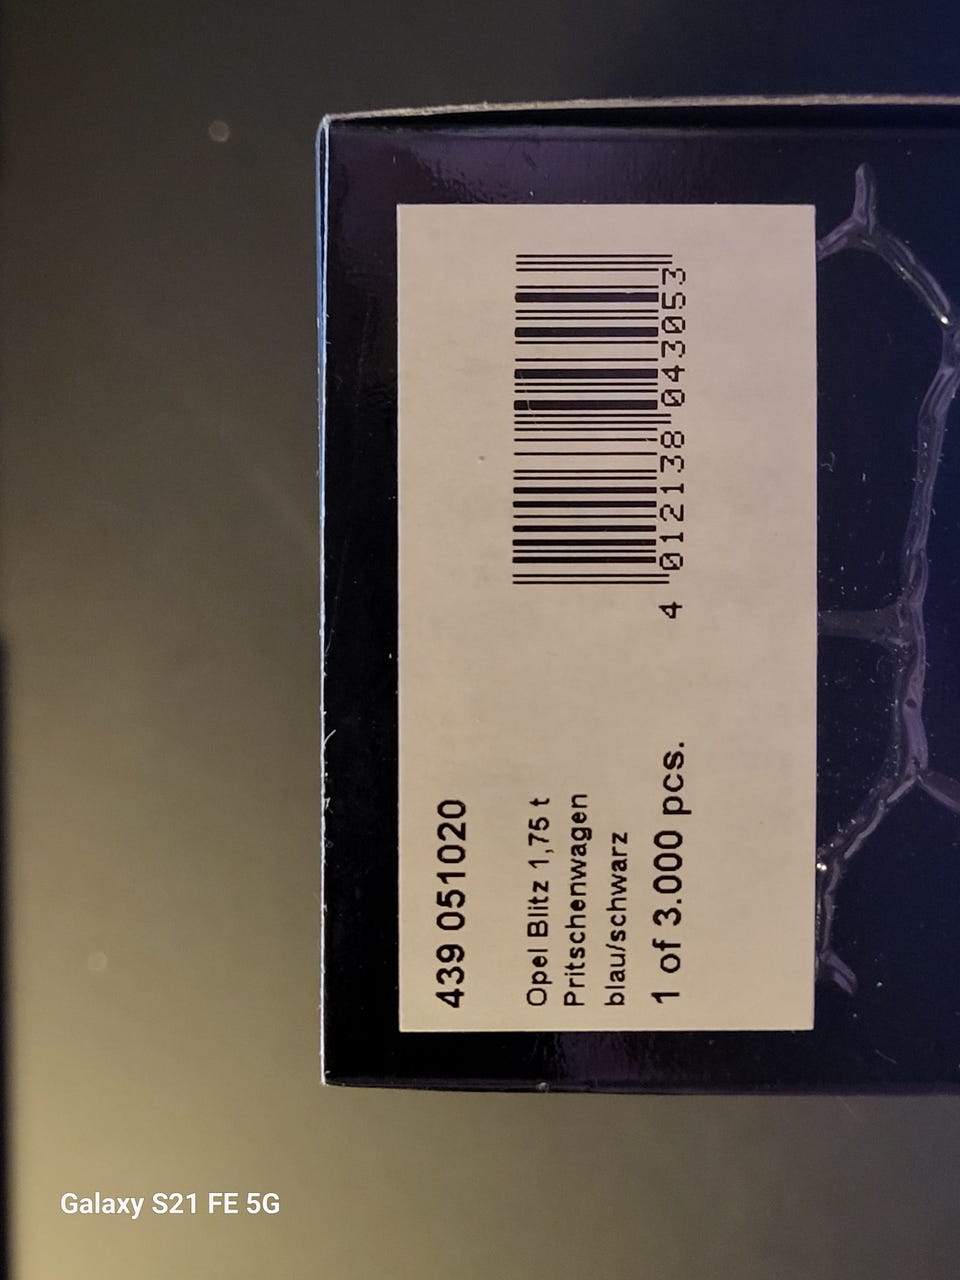 439 051020
Opel Blitz 1,75 t
Pritschenwagen
blau/schwarz
1 of 3.000 pcs.
4 012138 043053
Galaxy S21 FE 5G